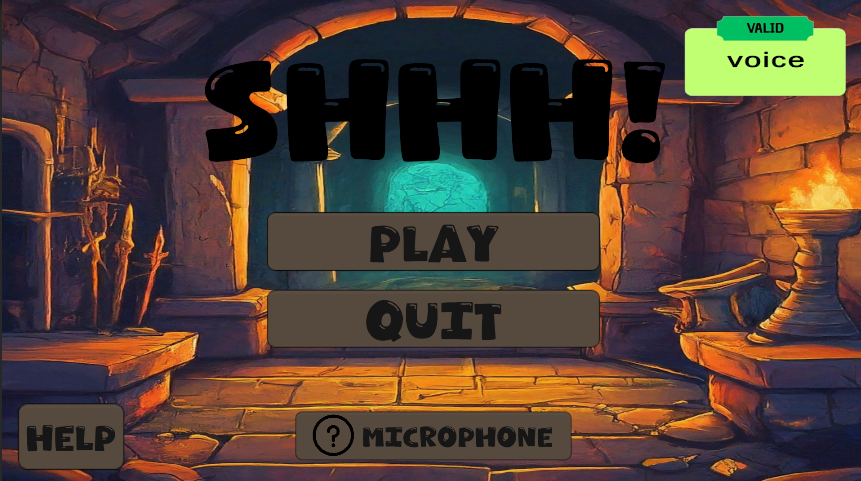 VALID
voice
SHHH!
PLAY
QUIT
HELP
? MICROPHONE